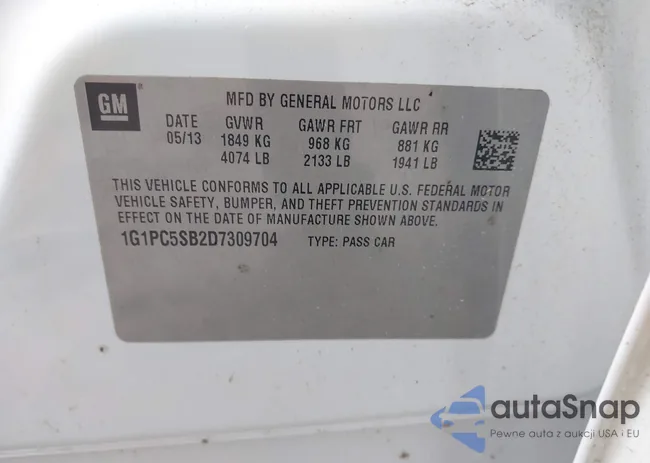 GM
MFD BY GENERAL MOTORS LLC
DATE GVWR GAWR FRT GAWR RR
05/13 1849 KG 968 KG 881 KG
4074 LB 2133 LB 1941 LB
THIS VEHICLE CONFORMS TO ALL APPLICABLE U.S. FEDERAL MOTOR
VEHICLE SAFETY, BUMPER, AND THEFT PREVENTION STANDARDS IN
EFFECT ON THE DATE OF MANUFACTURE SHOWN ABOVE.
1G1PC5SB2D7309704 TYPE: PASS CAR
autoSnap
Pewne auta z aukcji USA i EU